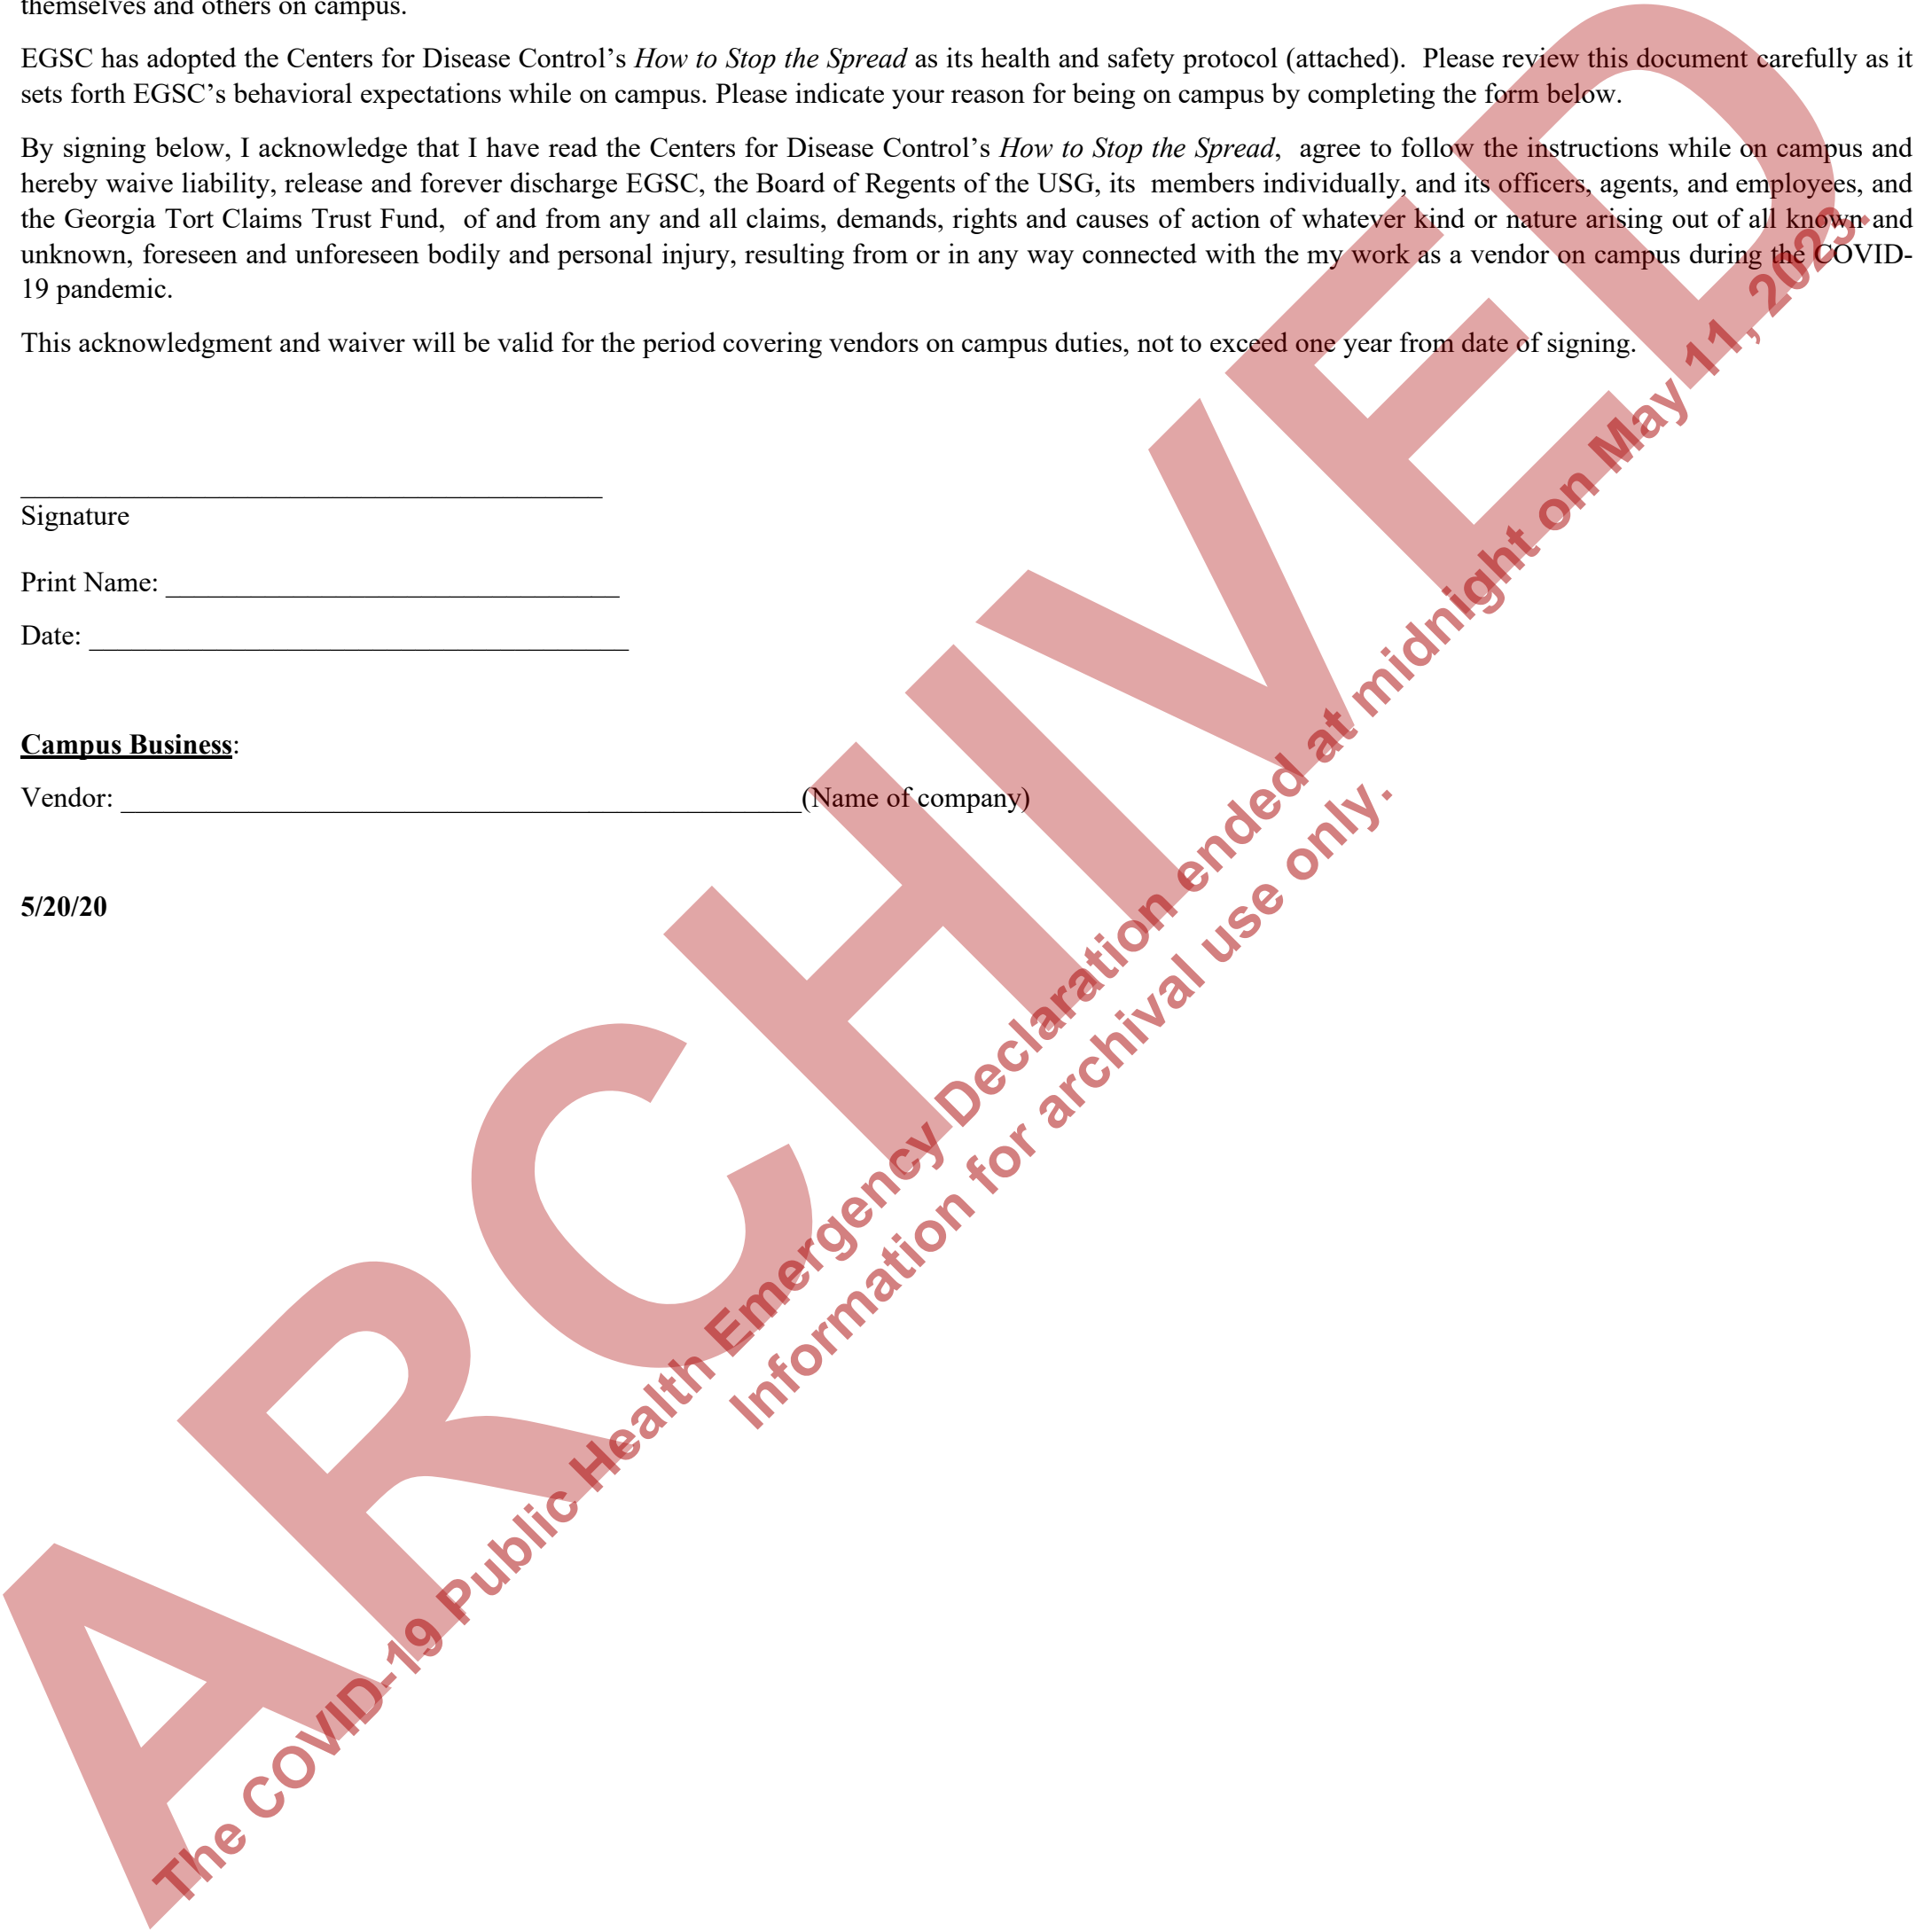 themselves and others on campus.
EGSC has adopted the Centers for Disease Control’s How to Stop the Spread as its health and safety protocol (attached).  Please review this document carefully as it
sets forth EGSC’s behavioral expectations while on campus. Please indicate your reason for being on campus by completing the form below.
By signing below, I acknowledge that I have read the Centers for Disease Control’s How to Stop the Spread,  agree to follow the instructions while on campus and
hereby waive liability, release and forever discharge EGSC, the Board of Regents of the USG, its  members individually, and its officers, agents, and employees, and
the Georgia Tort Claims Trust Fund,  of and from any and all claims, demands, rights and causes of action of whatever kind or nature arising out of all known and
unknown, foreseen and unforeseen bodily and personal injury, resulting from or in any way connected with the my work as a vendor on campus during the COVID-
19 pandemic.
This acknowledgment and waiver will be valid for the period covering vendors on campus duties, not to exceed one year from date of signing.
_________________________________________
Signature
Print Name: ________________________________
Date: ______________________________________
Campus Business:
Vendor: ________________________________________________(Name of company)
5/20/20
ARCHIVED
The COVID-19 Public Health Emergency Declaration ended at midnight on May 11, 2023.
Information for archival use only.